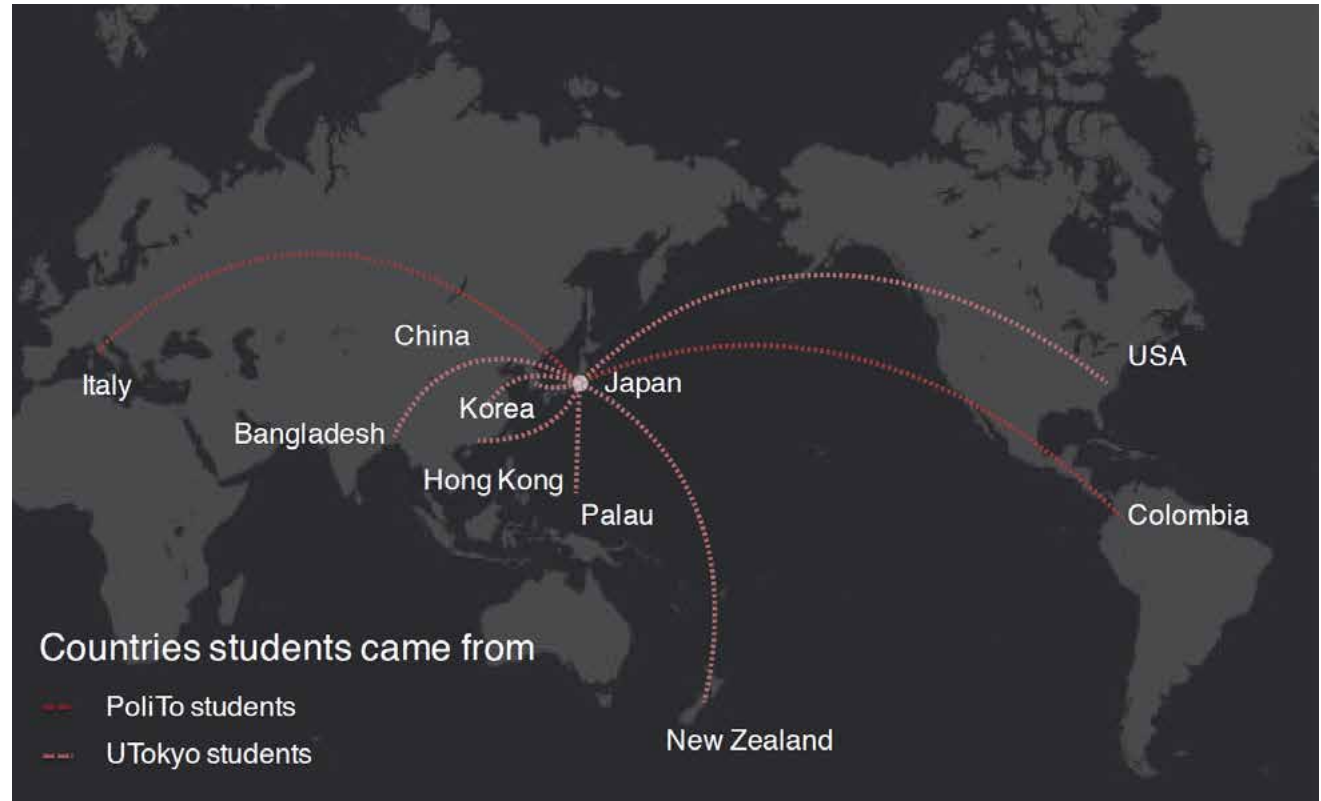 China
USA
Italy
Japan
Korea
Bangladesh
Hong Kong
Palau
Colombia
Countries students came from
PoliTo students
UTokyo students
New Zealand